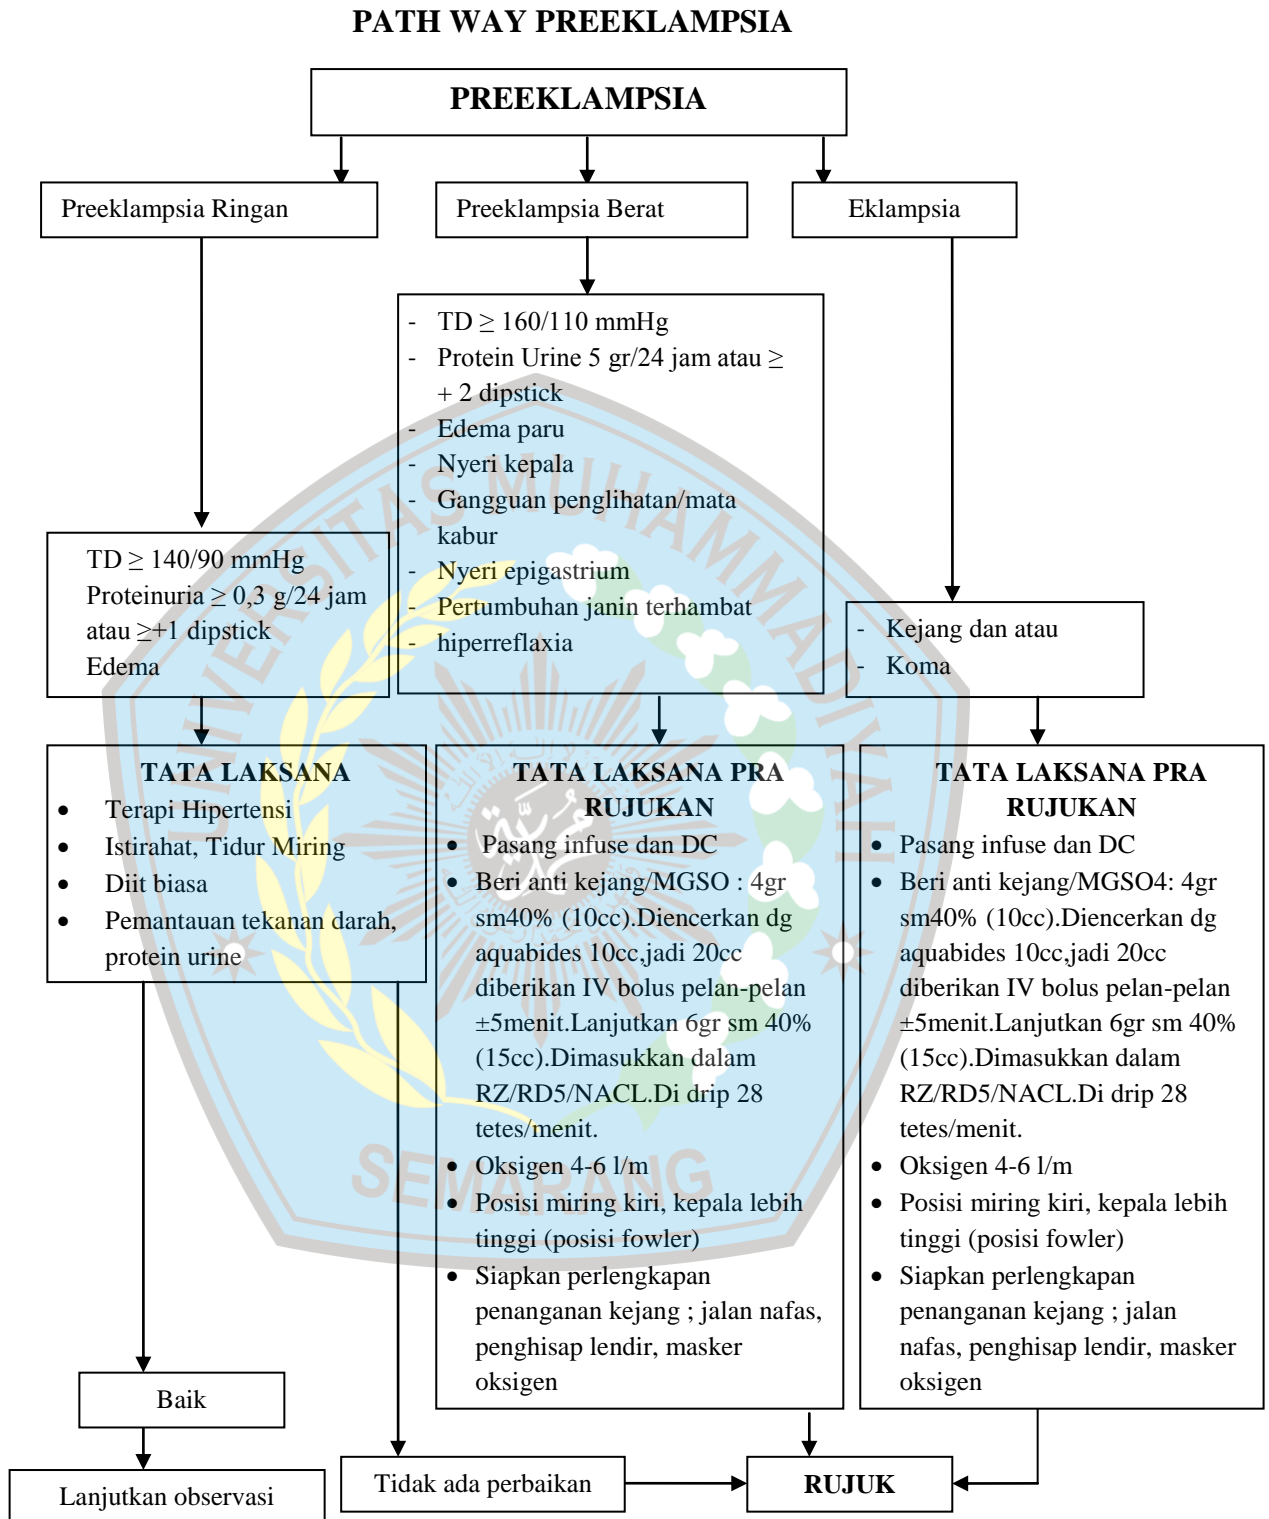 PATH WAY PREEKLAMPSIA
PREEKLAMPSIA
Preeklampsia Ringan
Preeklampsia Berat
Eklampsia
- TD ≥ 160/110 mmHg
- Protein Urine 5 gr/24 jam atau ≥
+ 2 dipstick
- Edema paru
- Nyeri kepala
- Gangguan penglihatan/mata
kabur
- Nyeri epigastrium
- Pertumbuhan janin terhambat
- hiperreflaxia
TD ≥ 140/90 mmHg
Proteinuria ≥ 0,3 g/24 jam
atau ≥+1 dipstick
Edema
- Kejang dan atau
- Koma
TATA LAKSANA
• Terapi Hipertensi
• Istirahat, Tidur Miring
• Diit biasa
• Pemantauan tekanan darah,
protein urine
TATA LAKSANA PRA
RUJUKAN
• Pasang infuse dan DC
• Beri anti kejang/MGSO : 4gr
sm40% (10cc).Diencerkan dg
aquabides 10cc,jadi 20cc
diberikan IV bolus pelan-pelan
±5menit.Lanjutkan 6gr sm 40%
(15cc).Dimasukkan dalam
RZ/RD5/NACL.Di drip 28
tetes/menit.
• Oksigen 4-6 l/m
• Posisi miring kiri, kepala lebih
tinggi (posisi fowler)
• Siapkan perlengkapan
penanganan kejang ; jalan nafas,
penghisap lendir, masker
oksigen
TATA LAKSANA PRA
RUJUKAN
• Pasang infuse dan DC
• Beri anti kejang/MGSO4: 4gr
sm40% (10cc).Diencerkan dg
aquabides 10cc,jadi 20cc
diberikan IV bolus pelan-pelan
±5menit.Lanjutkan 6gr sm 40%
(15cc).Dimasukkan dalam
RZ/RD5/NACL.Di drip 28
tetes/menit.
• Oksigen 4-6 l/m
• Posisi miring kiri, kepala lebih
tinggi (posisi fowler)
• Siapkan perlengkapan
penanganan kejang ; jalan
nafas, penghisap lendir, masker
oksigen
Baik
Lanjutkan observasi
Tidak ada perbaikan
RUJUK
UNIVERSITAS MUHAMMADIYAH
SEMARANG